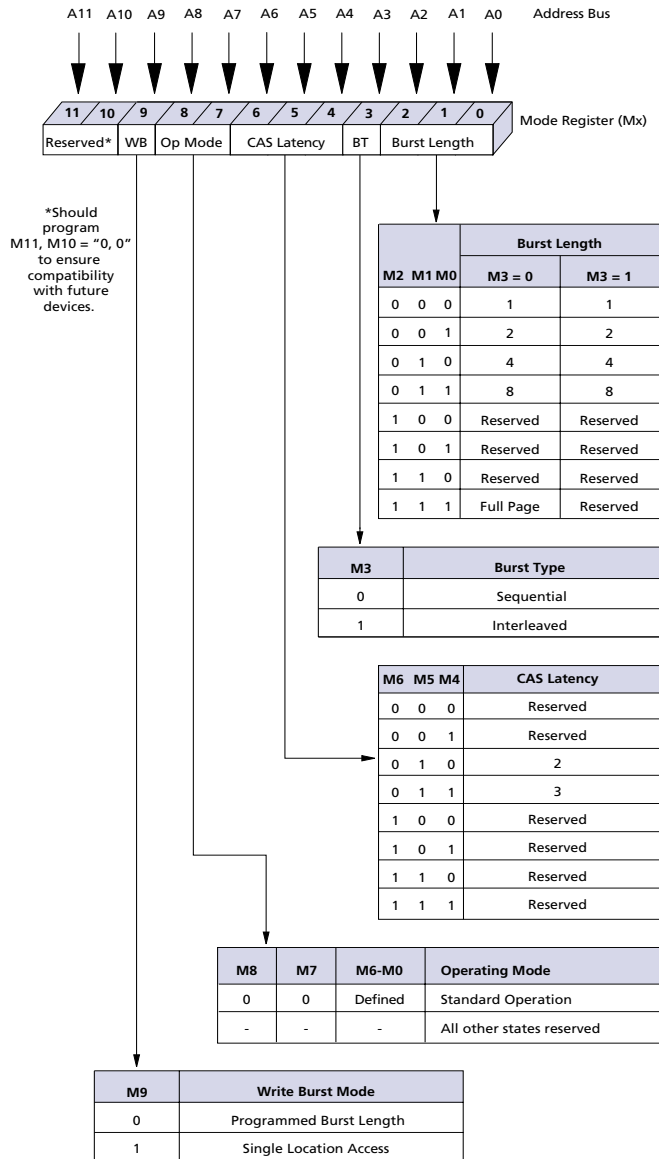 A11 A10 A9 A8 A7 A6 A5 A4 A3 A2 A1 A0 Address Bus
11 10 9 8 7 6 5 4 3 2 1 0
Mode Register (Mx)
Reserved* WB Op Mode CAS Latency BT Burst Length
*Should
program
M11, M10 = “0, 0”
to ensure
compatibility
with future
devices.
Burst Length
M2 M1 M0 M3 = 0 M3 = 1
0 0 0 1 1
0 0 1 2 2
0 1 0 4 4
0 1 1 8 8
1 0 0 Reserved Reserved
1 0 1 Reserved Reserved
1 1 0 Reserved Reserved
1 1 1 Full Page Reserved
M3 Burst Type
0 Sequential
1 Interleaved
M6 M5 M4 CAS Latency
0 0 0 Reserved
0 0 1 Reserved
0 1 0 2
0 1 1 3
1 0 0 Reserved
1 0 1 Reserved
1 1 0 Reserved
1 1 1 Reserved
M8 M7 M6-M0 Operating Mode
0 0 Defined Standard Operation
- - - All other states reserved
M9 Write Burst Mode
0 Programmed Burst Length
1 Single Location Access